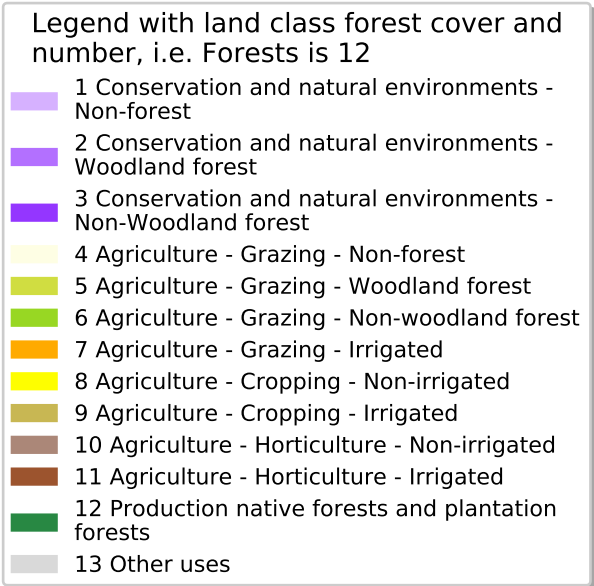 Legend with land class forest cover and
number, i.e. Forests is 12
1 Conservation and natural environments -
Non-forest
2 Conservation and natural environments -
Woodland forest
3 Conservation and natural environments -
Non-Woodland forest
4 Agriculture - Grazing - Non-forest
5 Agriculture - Grazing - Woodland forest
6 Agriculture - Grazing - Non-woodland forest
7 Agriculture - Grazing - Irrigated
8 Agriculture - Cropping - Non-irrigated
9 Agriculture - Cropping - Irrigated
10 Agriculture - Horticulture - Non-irrigated
11 Agriculture - Horticulture - Irrigated
12 Production native forests and plantation
forests
13 Other uses